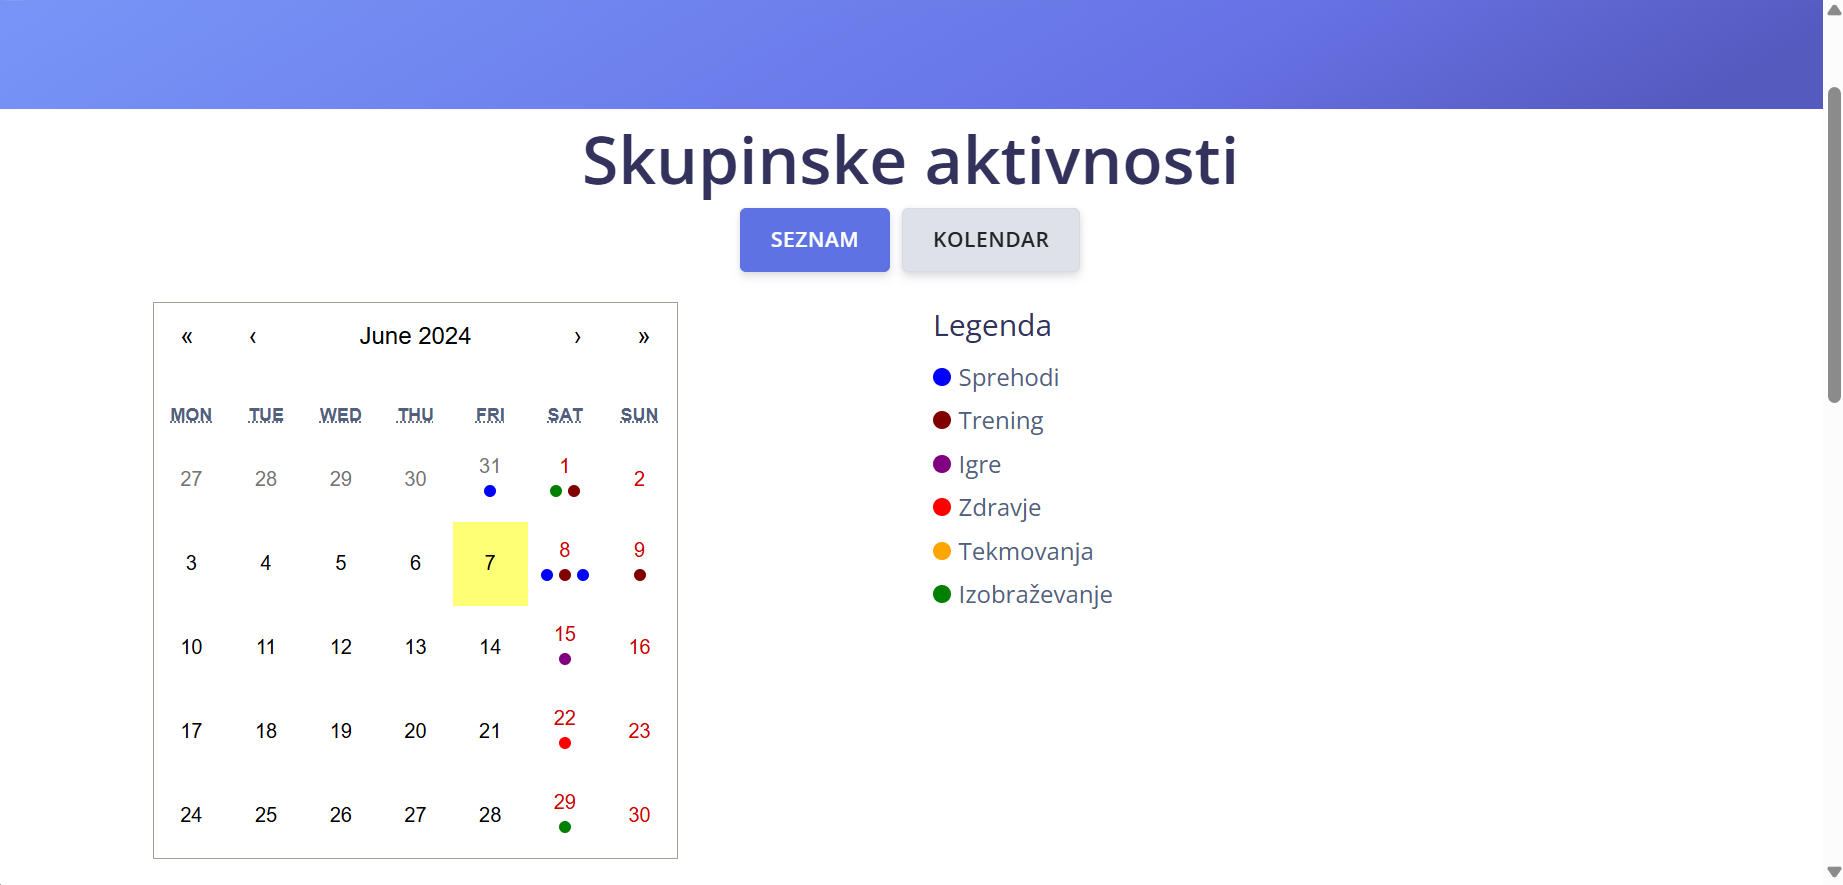 Skupinske aktivnosti
SEZNAM KOLENDAR
« ‹ June 2024 › »
MON TUE WED THU FRI SAT SUN
27 28 29 30 31 1 2
3 4 5 6 7 8 9
10 11 12 13 14 15 16
17 18 19 20 21 22 23
24 25 26 27 28 29 30
Legenda
Sprehodi
Trening
Igre
Zdravje
Tekmovanja
Izobraževanje